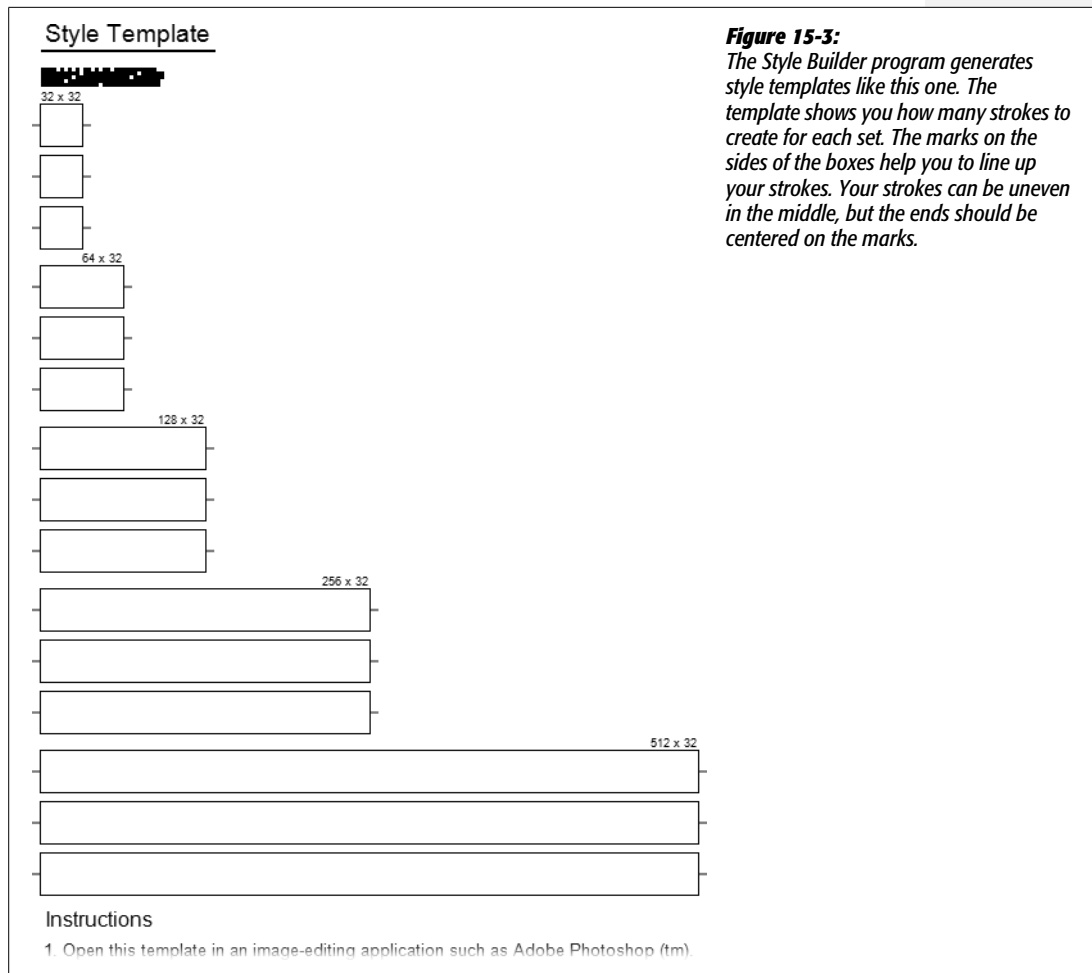 Style Template
32 x 32
64 x 32
128 x 32
256 x 32
512 x 32
Instructions
1. Open this template in an image-editing application such as Adobe Photoshop (tm).
Figure 15-3:
The Style Builder program generates
style templates like this one. The
template shows you how many strokes to
create for each set. The marks on the
sides of the boxes help you to line up
your strokes. Your strokes can be uneven
in the middle, but the ends should be
centered on the marks.